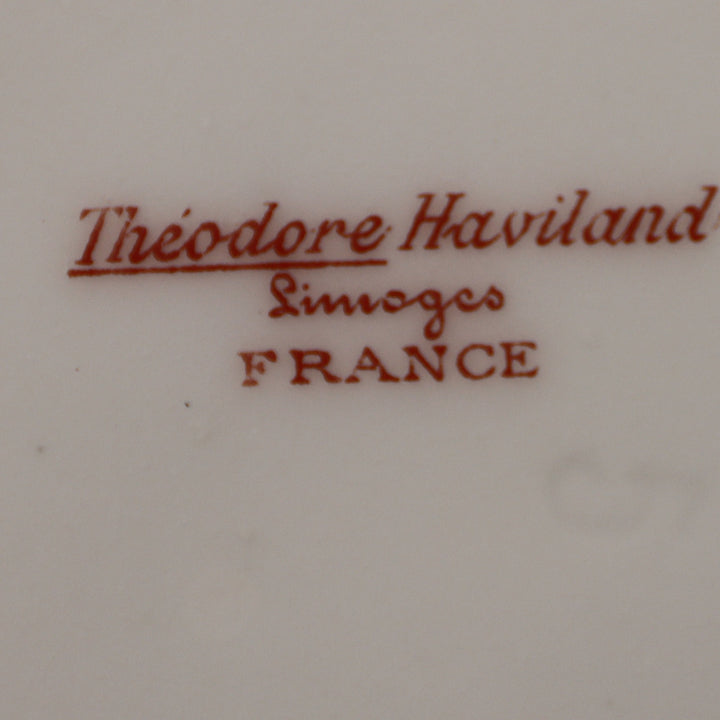 Théodore Haviland
Limoges
FRANCE